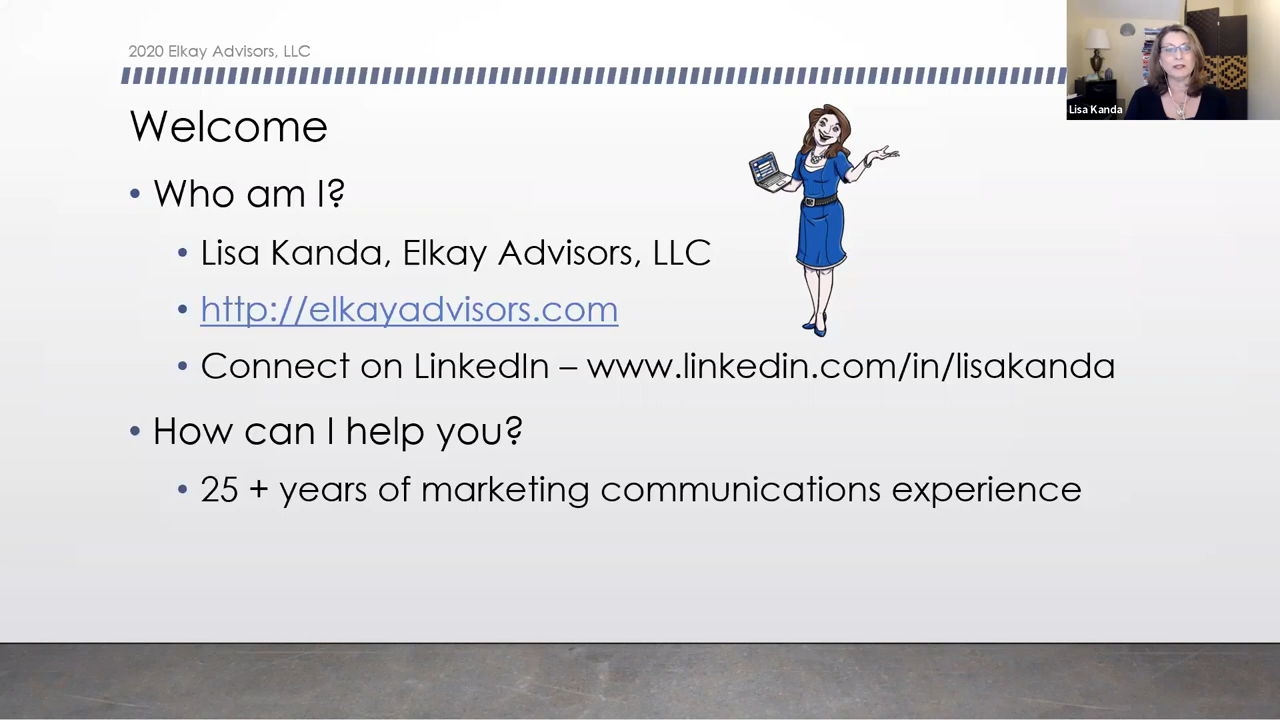 2020 Elkay Advisors, LLC
Lisa Kanda
Welcome
• Who am I?
• Lisa Kanda, Elkay Advisors, LLC
• http://elkayadvisors.com
• Connect on LinkedIn – www.linkedin.com/in/lisakanda
• How can I help you?
• 25 + years of marketing communications experience